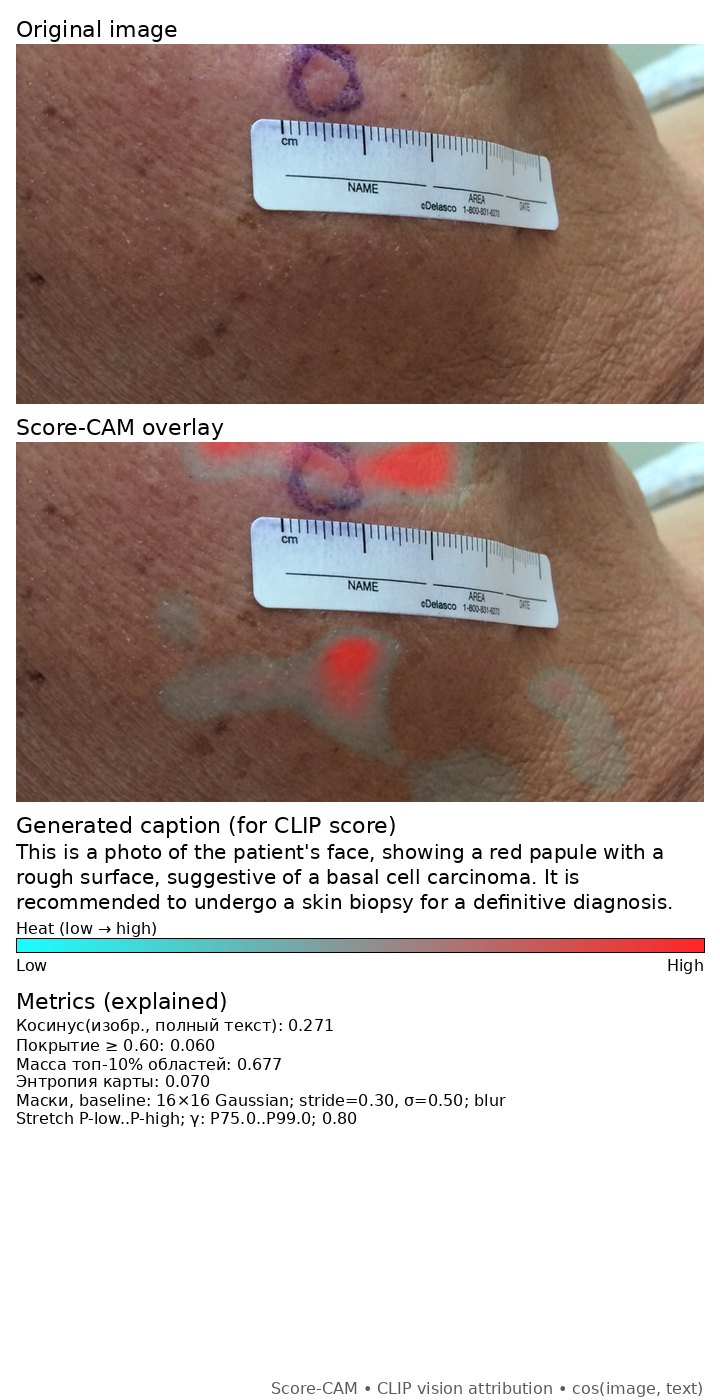 Original image
cm
NAME
AREA
DATE
©Delasco 1-800-831-6273
Score-CAM overlay
cm
NAME
AREA
DATE
©Delasco 1-800-831-6273
Generated caption (for CLIP score)
This is a photo of the patient's face, showing a red papule with a
rough surface, suggestive of a basal cell carcinoma. It is
recommended to undergo a skin biopsy for a definitive diagnosis.
Heat (low → high)
Low High
Metrics (explained)
Косинус(изобр., полный текст): 0.271
Покрытие ≥ 0.60: 0.060
Масса топ-10% областей: 0.677
Энтропия карты: 0.070
Маски, baseline: 16×16 Gaussian; stride=0.30, σ=0.50; blur
Stretch P-low..P-high; γ: P75.0..P99.0; 0.80
Score-CAM • CLIP vision attribution • cos(image, text)